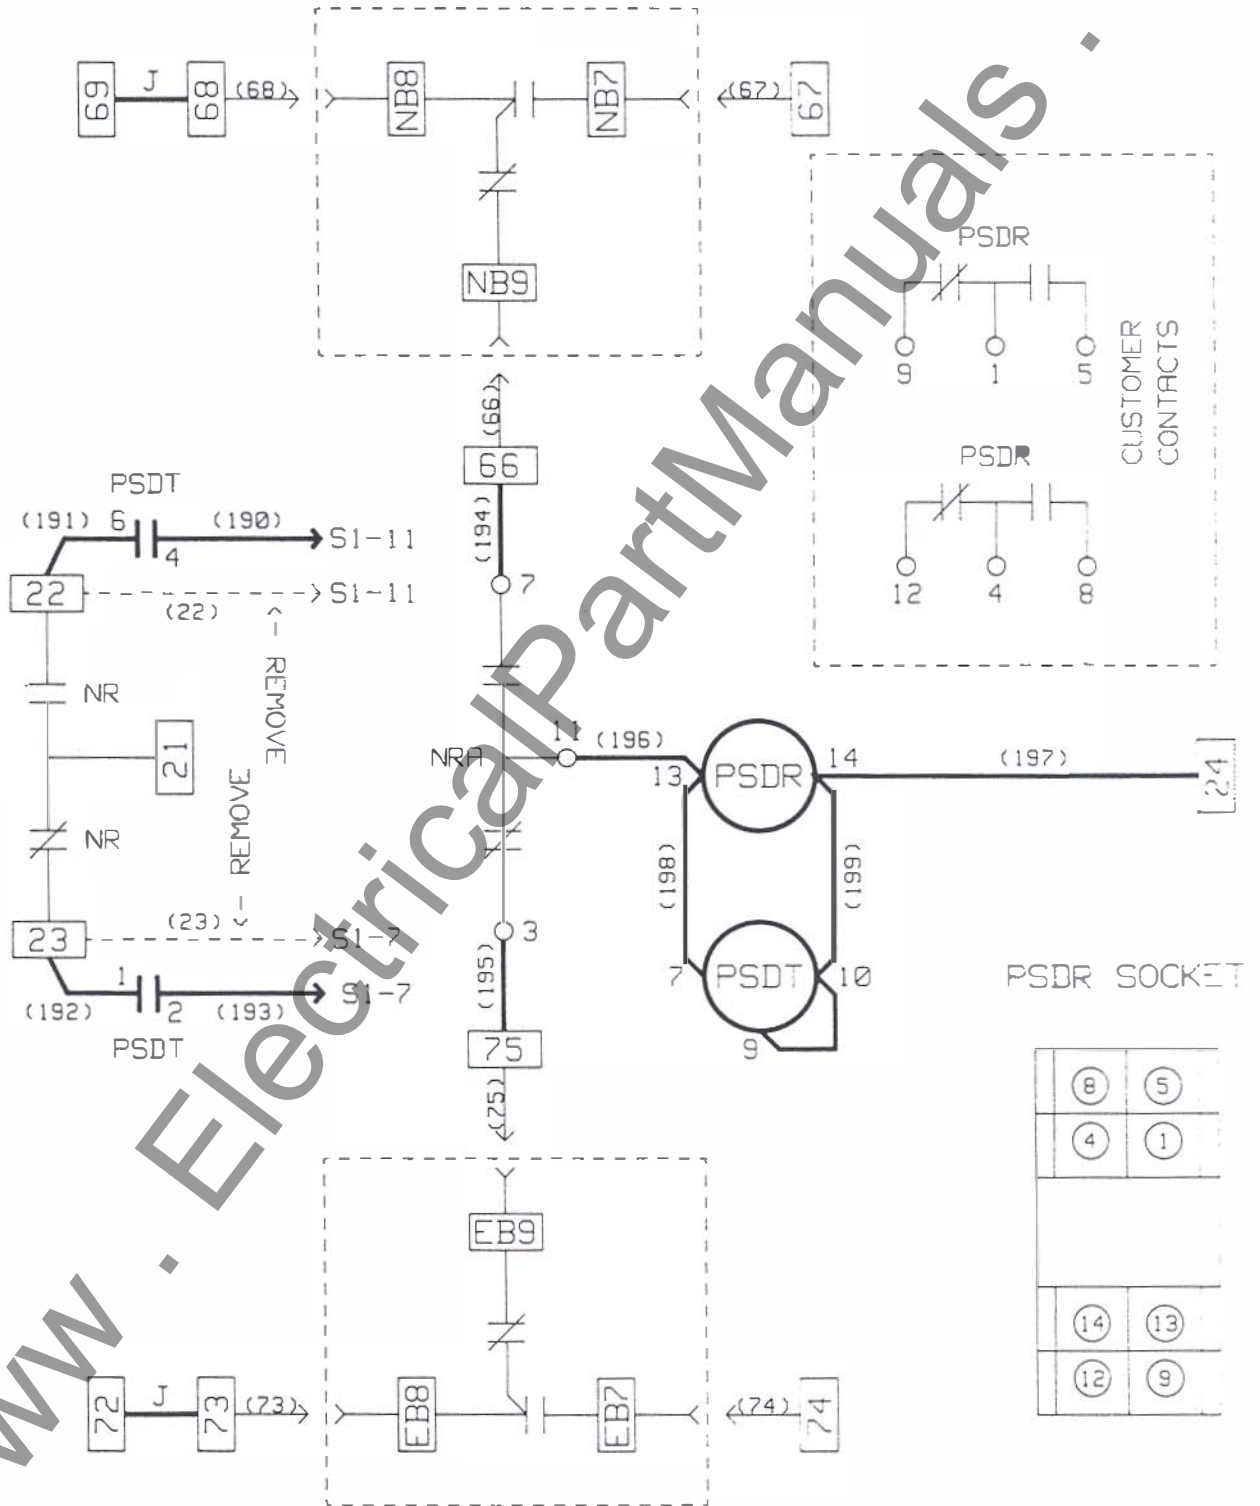 69
J
68
(68)
NB8
NB7
(67)
67
NB9
PSDR
9
1
5
CUSTOMER
CONTACTS
PSDR
12
4
8
(66)
66
(194)
7
PSDT
(191)
6
4
(190)
S1-11
22
(22)
S1-11
REMOVE
NR
21
NR
REMOVE
23
(23)
S1-7
1
2
(192)
(193)
S1-7
PSDT
NRA
11
(196)
13
PSDR
14
(197)
24
(198)
(199)
3
(195)
7
PSDT
10
9
75
(75)
PSDR SOCKET
8
5
4
1
14
13
12
9
EB9
72
J
73
(73)
EB8
EB7
(74)
74
www . ElectricalPartManuals .